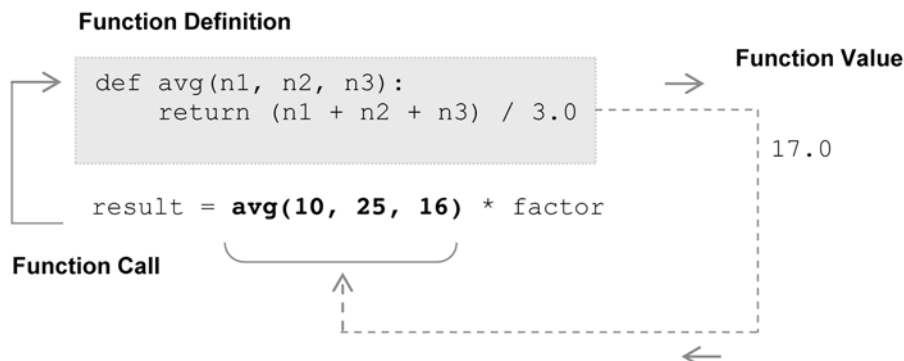 Function Definition
Function Value
def avg(n1, n2, n3):
return (n1 + n2 + n3) / 3.0
17.0
result = avg(10, 25, 16) * factor
Function Call